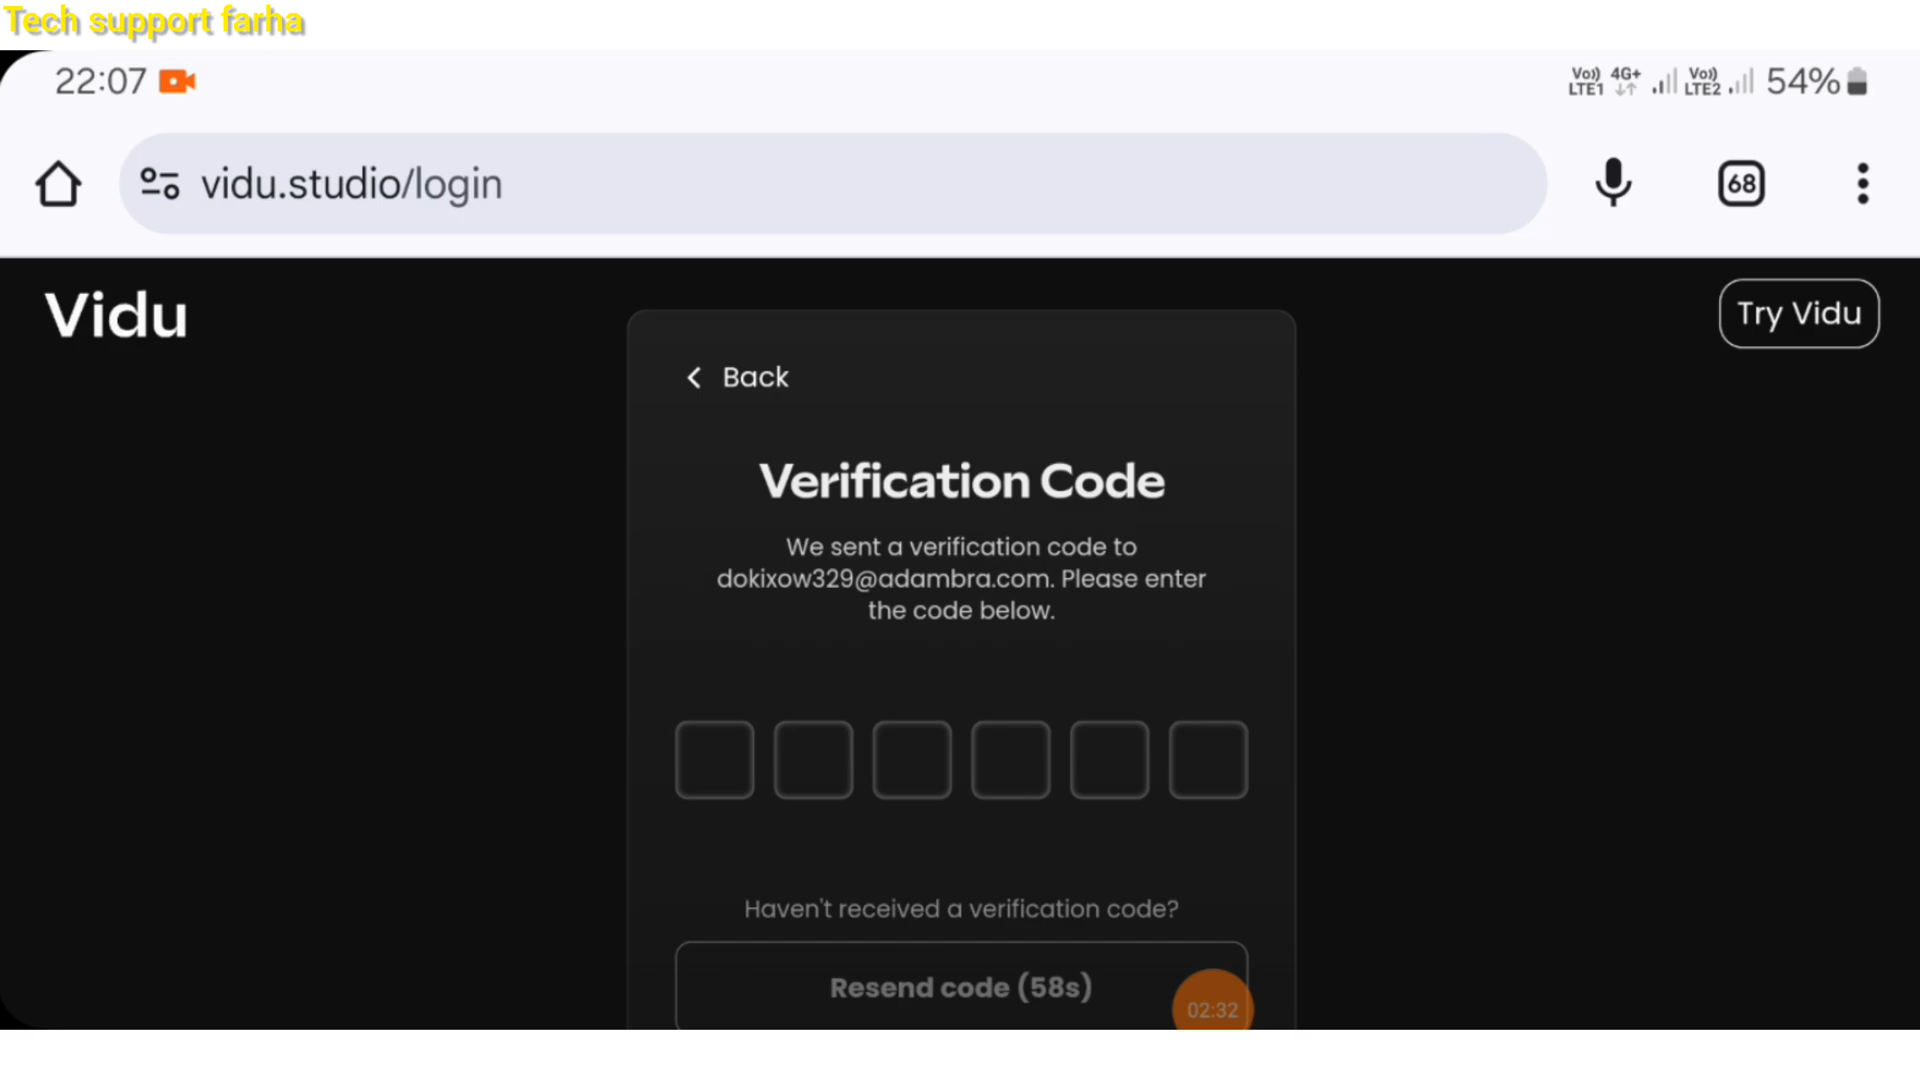 Tech support farha
22:07
Vo)) LTE1 4G+ Vo)) LTE2 54%
vidu.studio/login
68
Vidu
Try Vidu
Back
Verification Code
We sent a verification code to
dokixow329@adambra.com. Please enter
the code below.
Haven't received a verification code?
Resend code (58s)
02:32